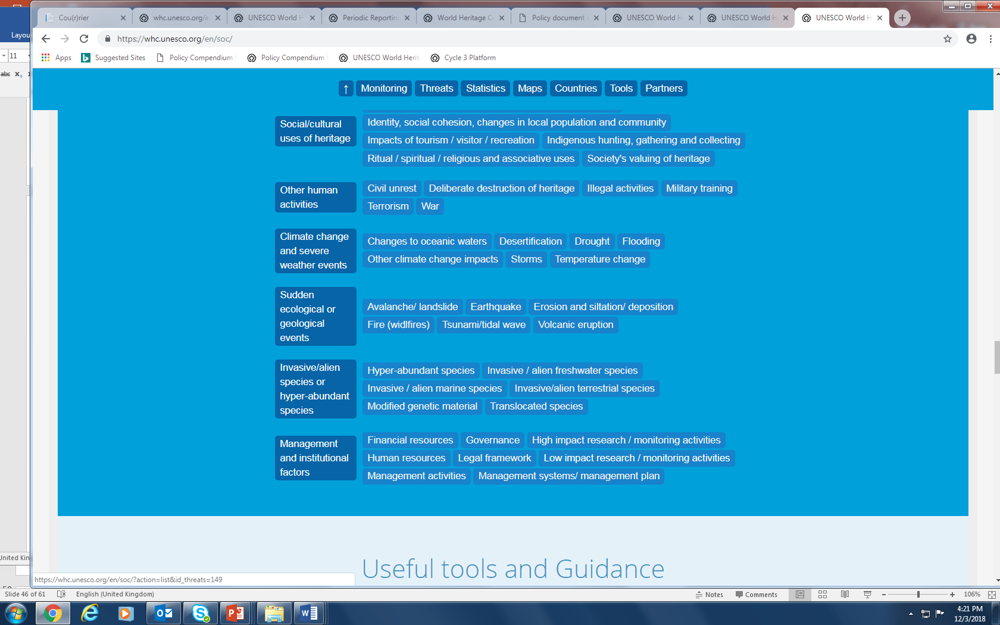 Cou(r)rier
whc.unesco.org/e
UNESCO World H
Periodic Reporting
World Heritage C
Policy document
UNESCO World H
UNESCO World H
UNESCO World H
Layou
https://whc.unesco.org/en/soc/
11
Apps
Suggested Sites
Policy Compendium
Policy Compendium
UNESCO World Herit
Cycle 3 Platform
abc X₂
↑ Monitoring Threats Statistics Maps Countries Tools Partners
Social/cultural
uses of heritage
Identity, social cohesion, changes in local population and community
Impacts of tourism / visitor / recreation Indigenous hunting, gathering and collecting
Ritual / spiritual / religious and associative uses Society's valuing of heritage
Other human
activities
Civil unrest Deliberate destruction of heritage Illegal activities Military training
Terrorism War
Climate change
and severe
weather events
Changes to oceanic waters Desertification Drought Flooding
Other climate change impacts Storms Temperature change
Sudden
ecological or
geological
events
Avalanche/ landslide Earthquake Erosion and siltation/ deposition
Fire (widlfires) Tsunami/tidal wave Volcanic eruption
Invasive/alien
species or
hyper-abundant
species
Hyper-abundant species Invasive / alien freshwater species
Invasive / alien marine species Invasive/alien terrestrial species
Modified genetic material Translocated species
Management
and institutional
factors
Financial resources Governance High impact research / monitoring activities
Human resources Legal framework Low impact research / monitoring activities
Management activities Management systems/ management plan
United Kin
Useful tools and Guidance
https://whc.unesco.org/en/soc/?action=list&id_threats=149
Slide 46 of 61 English (United Kingdom) Notes Comments 106%
4:21 PM
12/3/2018